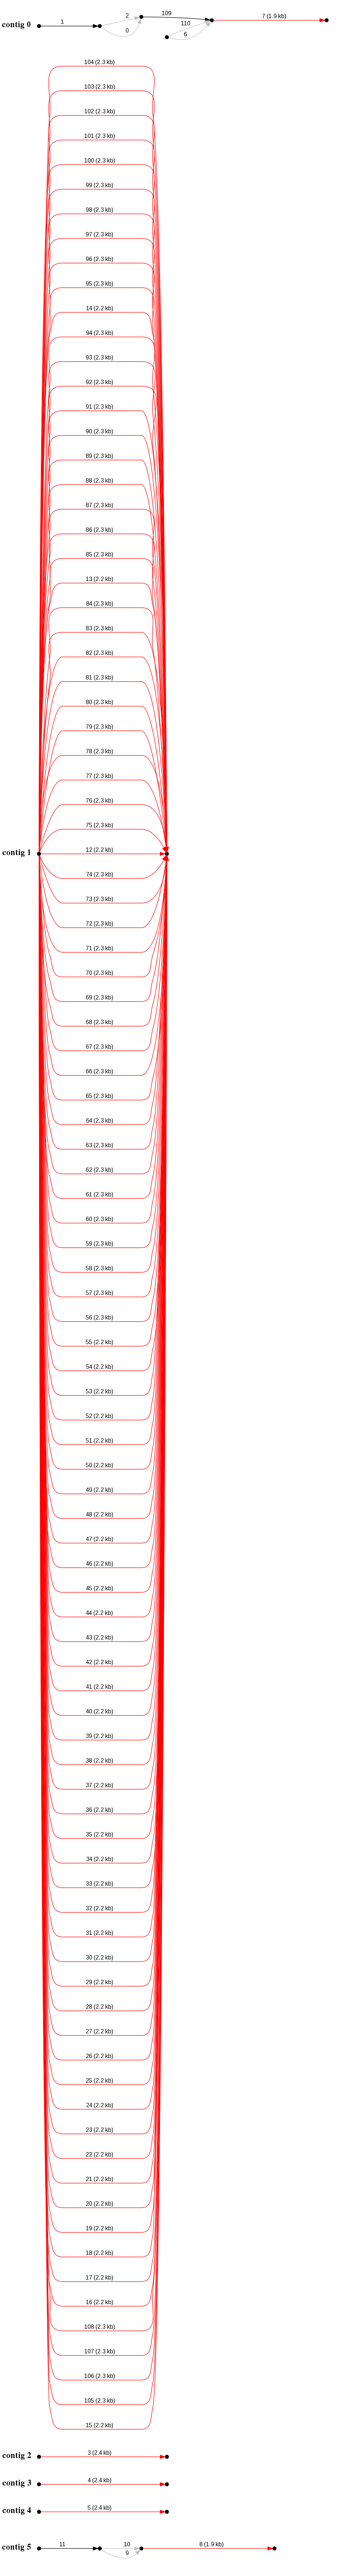 contig 0 1 2 0 109 110 6 7 (1.9 kb)
104 (2.3 kb)
103 (2.3 kb)
102 (2.3 kb)
101 (2.3 kb)
100 (2.3 kb)
99 (2.3 kb)
98 (2.3 kb)
97 (2.3 kb)
96 (2.3 kb)
95 (2.3 kb)
14 (2.2 kb)
94 (2.3 kb)
93 (2.3 kb)
92 (2.3 kb)
91 (2.3 kb)
90 (2.3 kb)
89 (2.3 kb)
88 (2.3 kb)
87 (2.3 kb)
86 (2.3 kb)
85 (2.3 kb)
13 (2.2 kb)
84 (2.3 kb)
83 (2.3 kb)
82 (2.3 kb)
81 (2.3 kb)
80 (2.3 kb)
79 (2.3 kb)
78 (2.3 kb)
77 (2.3 kb)
76 (2.3 kb)
75 (2.3 kb)
contig 1 12 (2.2 kb)
74 (2.3 kb)
73 (2.3 kb)
72 (2.3 kb)
71 (2.3 kb)
70 (2.3 kb)
69 (2.3 kb)
68 (2.3 kb)
67 (2.3 kb)
66 (2.3 kb)
65 (2.3 kb)
64 (2.3 kb)
63 (2.3 kb)
62 (2.3 kb)
61 (2.3 kb)
60 (2.3 kb)
59 (2.3 kb)
58 (2.3 kb)
57 (2.3 kb)
56 (2.3 kb)
55 (2.2 kb)
54 (2.2 kb)
53 (2.2 kb)
52 (2.2 kb)
51 (2.2 kb)
50 (2.2 kb)
49 (2.2 kb)
48 (2.2 kb)
47 (2.2 kb)
46 (2.2 kb)
45 (2.2 kb)
44 (2.2 kb)
43 (2.2 kb)
42 (2.2 kb)
41 (2.2 kb)
40 (2.2 kb)
39 (2.2 kb)
38 (2.2 kb)
37 (2.2 kb)
36 (2.2 kb)
35 (2.2 kb)
34 (2.2 kb)
33 (2.2 kb)
32 (2.2 kb)
31 (2.2 kb)
30 (2.2 kb)
29 (2.2 kb)
28 (2.2 kb)
27 (2.2 kb)
26 (2.2 kb)
25 (2.2 kb)
24 (2.2 kb)
23 (2.2 kb)
22 (2.2 kb)
21 (2.2 kb)
20 (2.2 kb)
19 (2.2 kb)
18 (2.2 kb)
17 (2.2 kb)
16 (2.2 kb)
108 (2.3 kb)
107 (2.3 kb)
106 (2.3 kb)
105 (2.3 kb)
15 (2.2 kb)
contig 2 3 (2.4 kb)
contig 3 4 (2.4 kb)
contig 4 5 (2.4 kb)
contig 5 11 10 9 8 (1.9 kb)